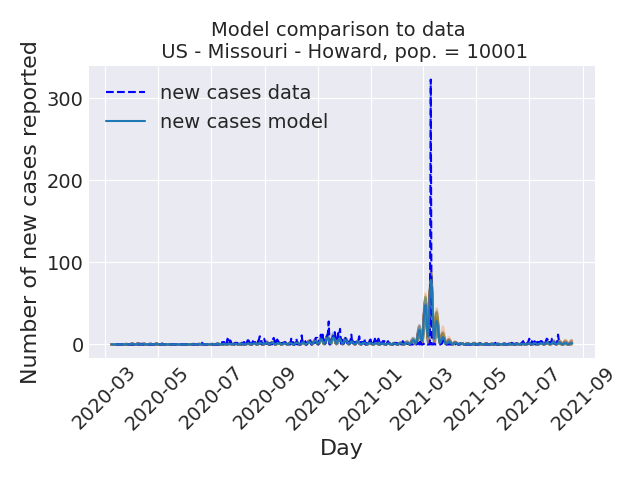 Model comparison to data
US - Missouri - Howard, pop. = 10001
Number of new cases reported
300
200
100
0
new cases data
new cases model
2020-03
2020-05
2020-07
2020-09
2020-11
2021-01
2021-03
2021-05
2021-07
2021-09
Day